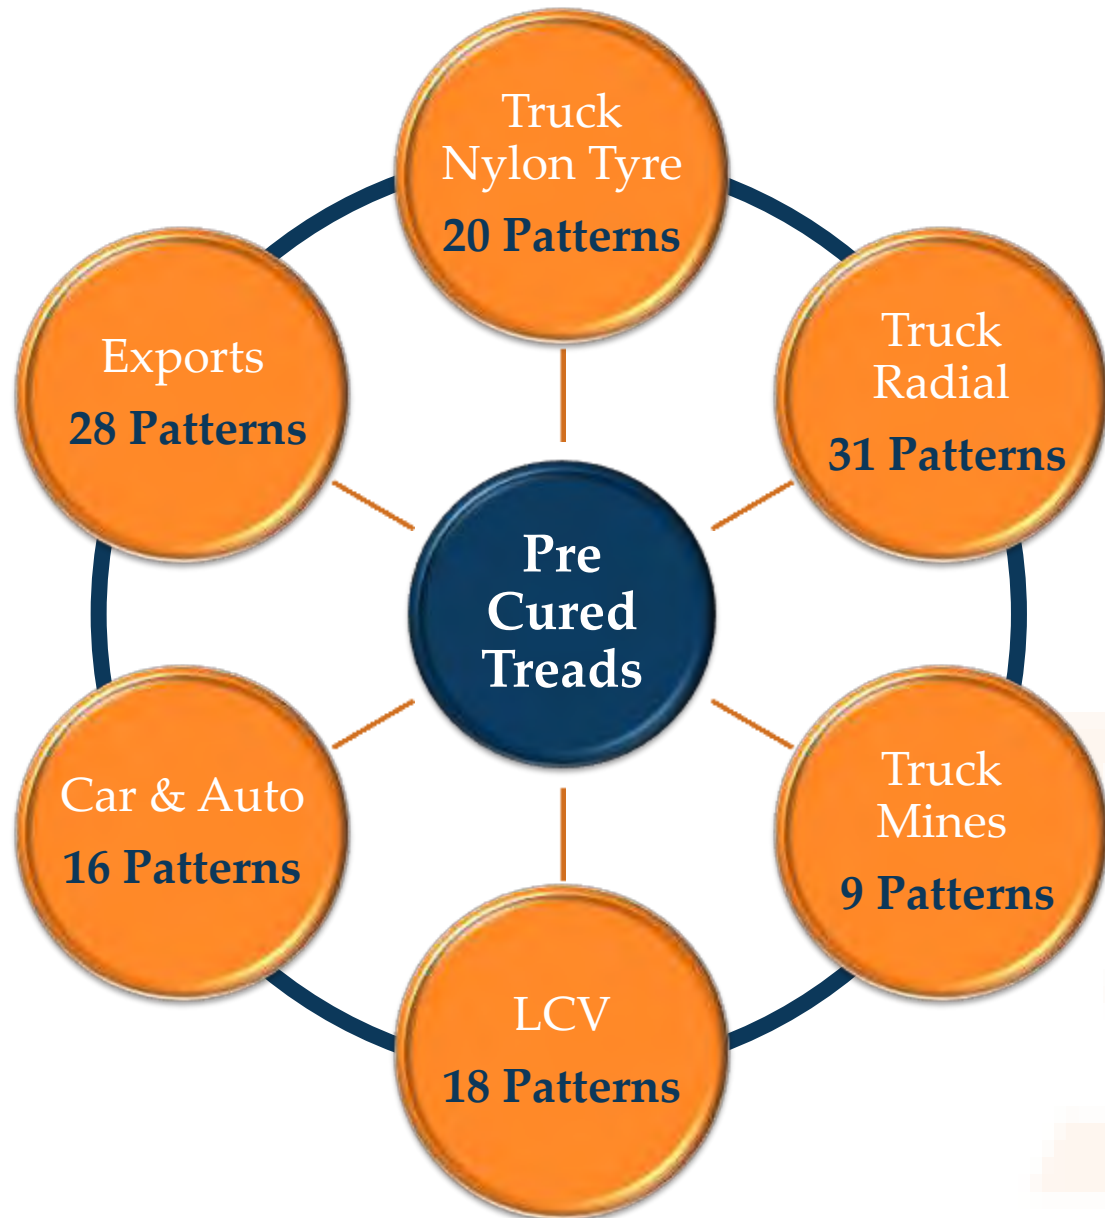 Truck
Nylon Tyre
20 Patterns
Truck
Radial
31 Patterns
Truck
Mines
9 Patterns
LCV
18 Patterns
Car & Auto
16 Patterns
Exports
28 Patterns
Pre
Cured
Treads